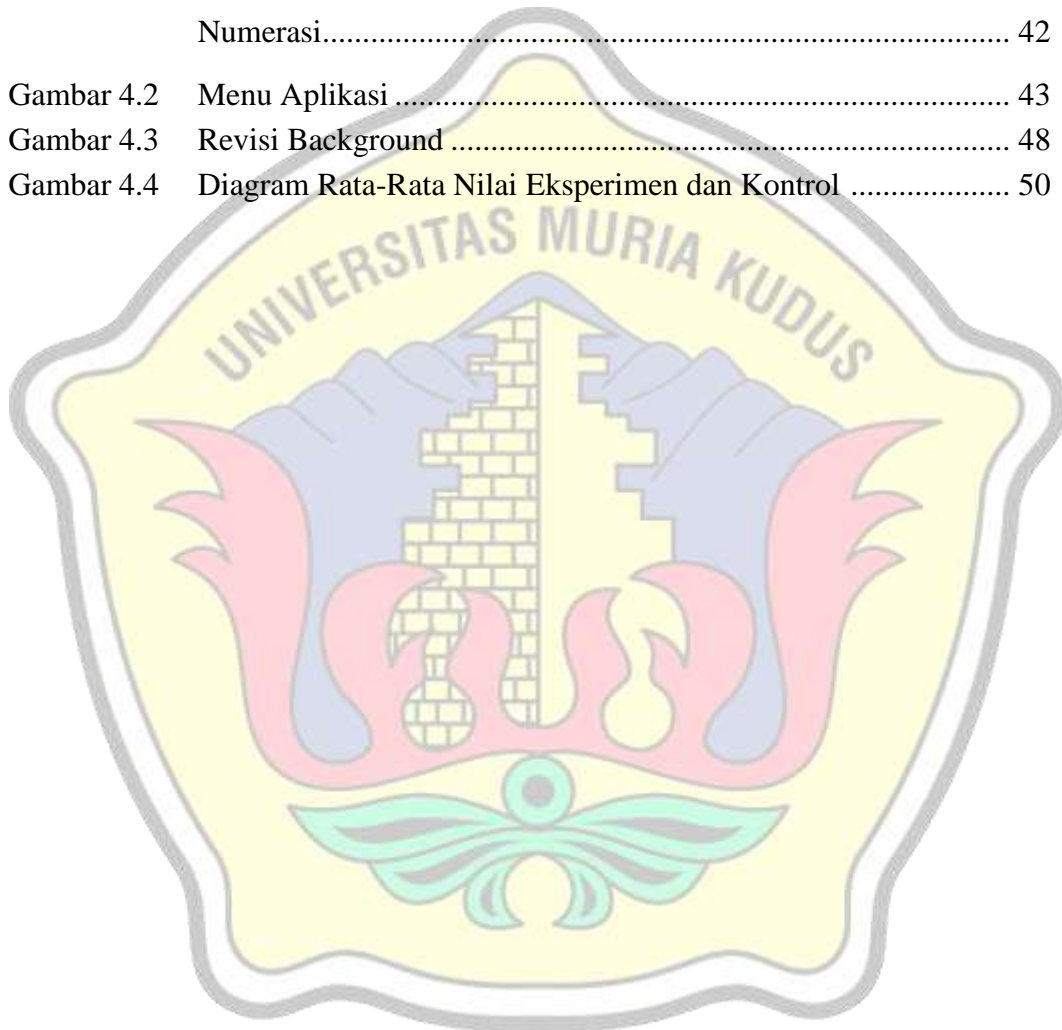 Numerasi.................................................................................... 42
Gambar 4.2 Menu Aplikasi ........................................................................... 43
Gambar 4.3 Revisi Background .................................................................... 48
Gambar 4.4 Diagram Rata-Rata Nilai Eksperimen dan Kontrol .................... 50
UNIVERSITAS MURIA KUDUS